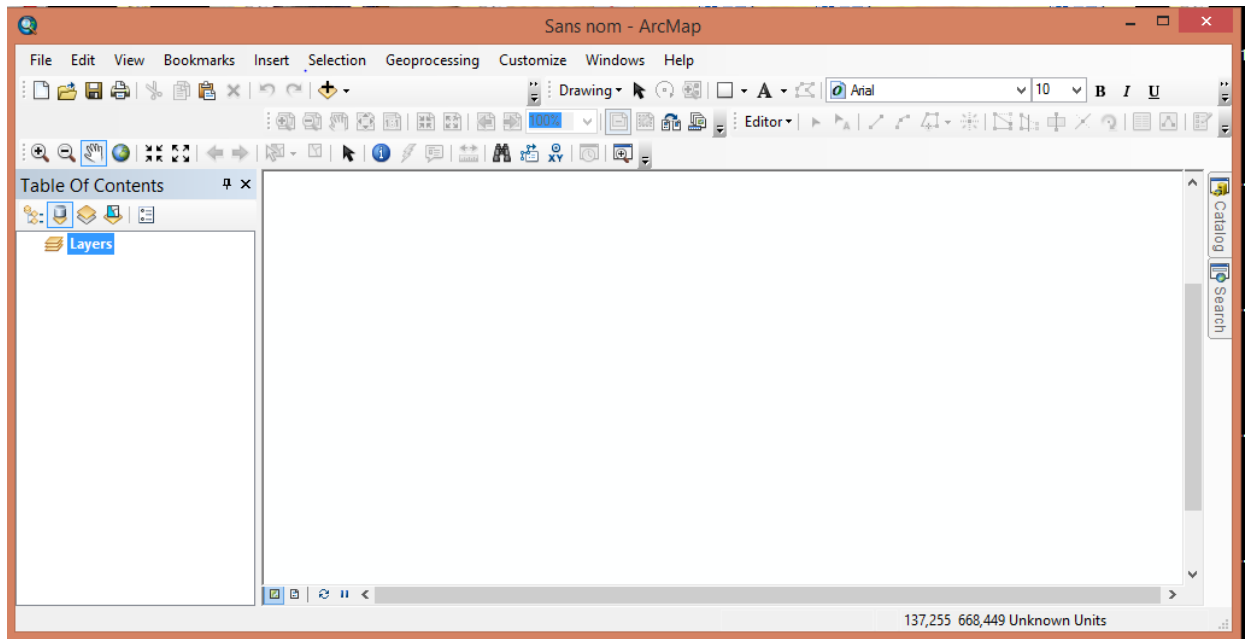 Sans nom - ArcMap
File Edit View Bookmarks Insert Selection Geoprocessing Customize Windows Help
Drawing A Arial 10 B I U
100% Editor
XY
Table Of Contents
Layers
Catalog
Search
137,255 668,449 Unknown Units